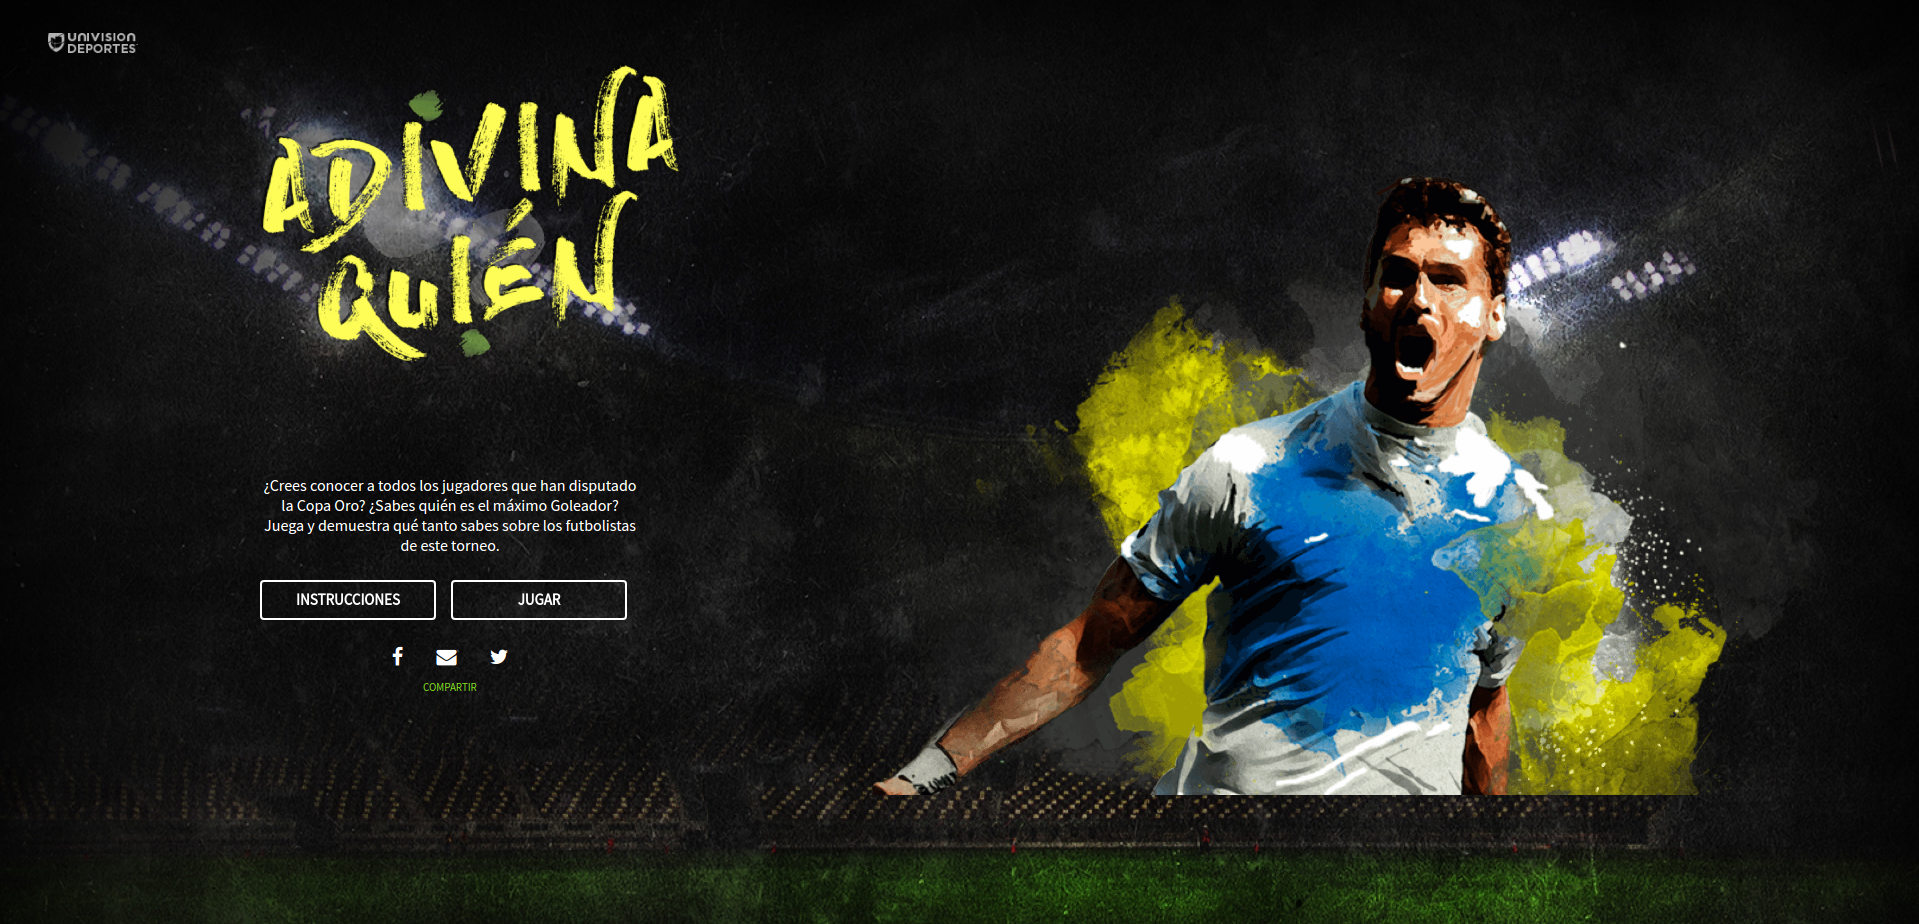 UNIVISION
DEPORTES
ADIVINA
QUIÉN
¿Crees conocer a todos los jugadores que han disputado
la Copa Oro? ¿Sabes quién es el máximo Goleador?
Juega y demuestra qué tanto sabes sobre los futbolistas
de este torneo.
INSTRUCCIONES JUGAR
COMPARTIR